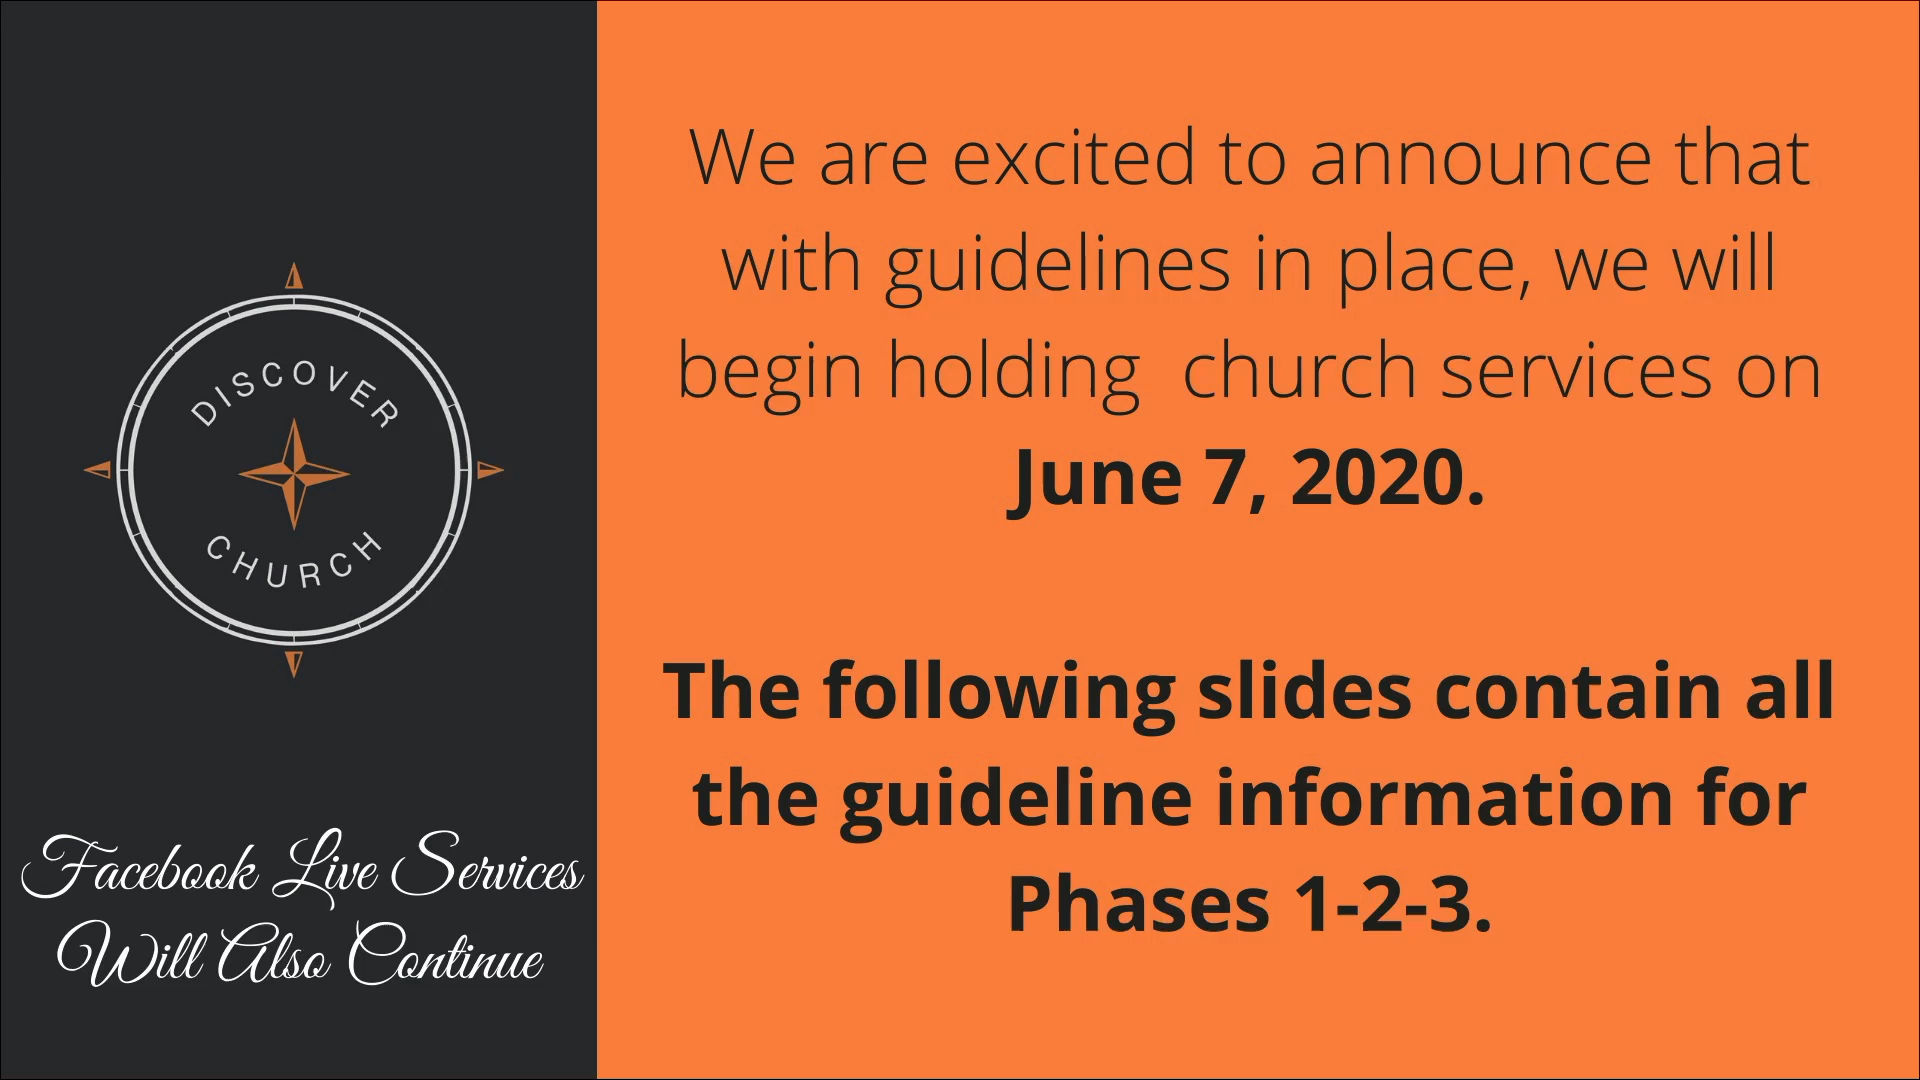 DISCOVER
CHURCH
Facebook Live Services
Will Also Continue
We are excited to announce that
with guidelines in place, we will
begin holding  church services on
June 7, 2020.
The following slides contain all
the guideline information for
Phases 1-2-3.